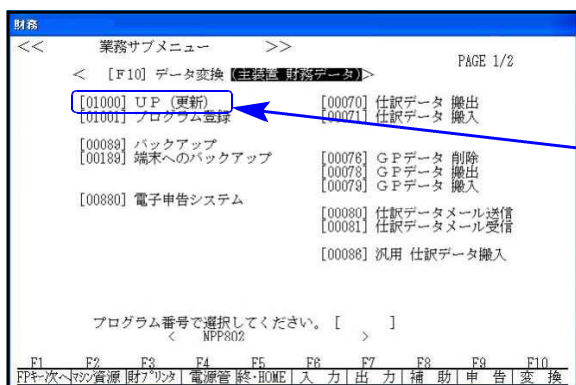 財務
<< 業務サブメニュー >>
PAGE 1/2
< [F10] データ変換 (主装置 財務データ)>
[01000] UP (更新) [00070] 仕訳データ 搬出
[01001] プログラム登録 [00071] 仕訳データ 搬入
[00089] バックアップ
[00189] 端末へのバックアップ [00076] GPデータ 削除
[00078] GPデータ 搬出
[00079] GPデータ 搬入
[00880] 電子申告システム
[00080] 仕訳データメール送信
[00081] 仕訳データメール受信
[00086] 汎用 仕訳データ搬入
プログラム番号で選択してください。 [ ]
< NPP802 >
F1 F2 F3 F4 F5 F6 F7 F8 F9 F10
FPキー次へ マシン資源 財プリンタ 電源管 終・HOME 入 力 出 力 補 助 申 告 変 換